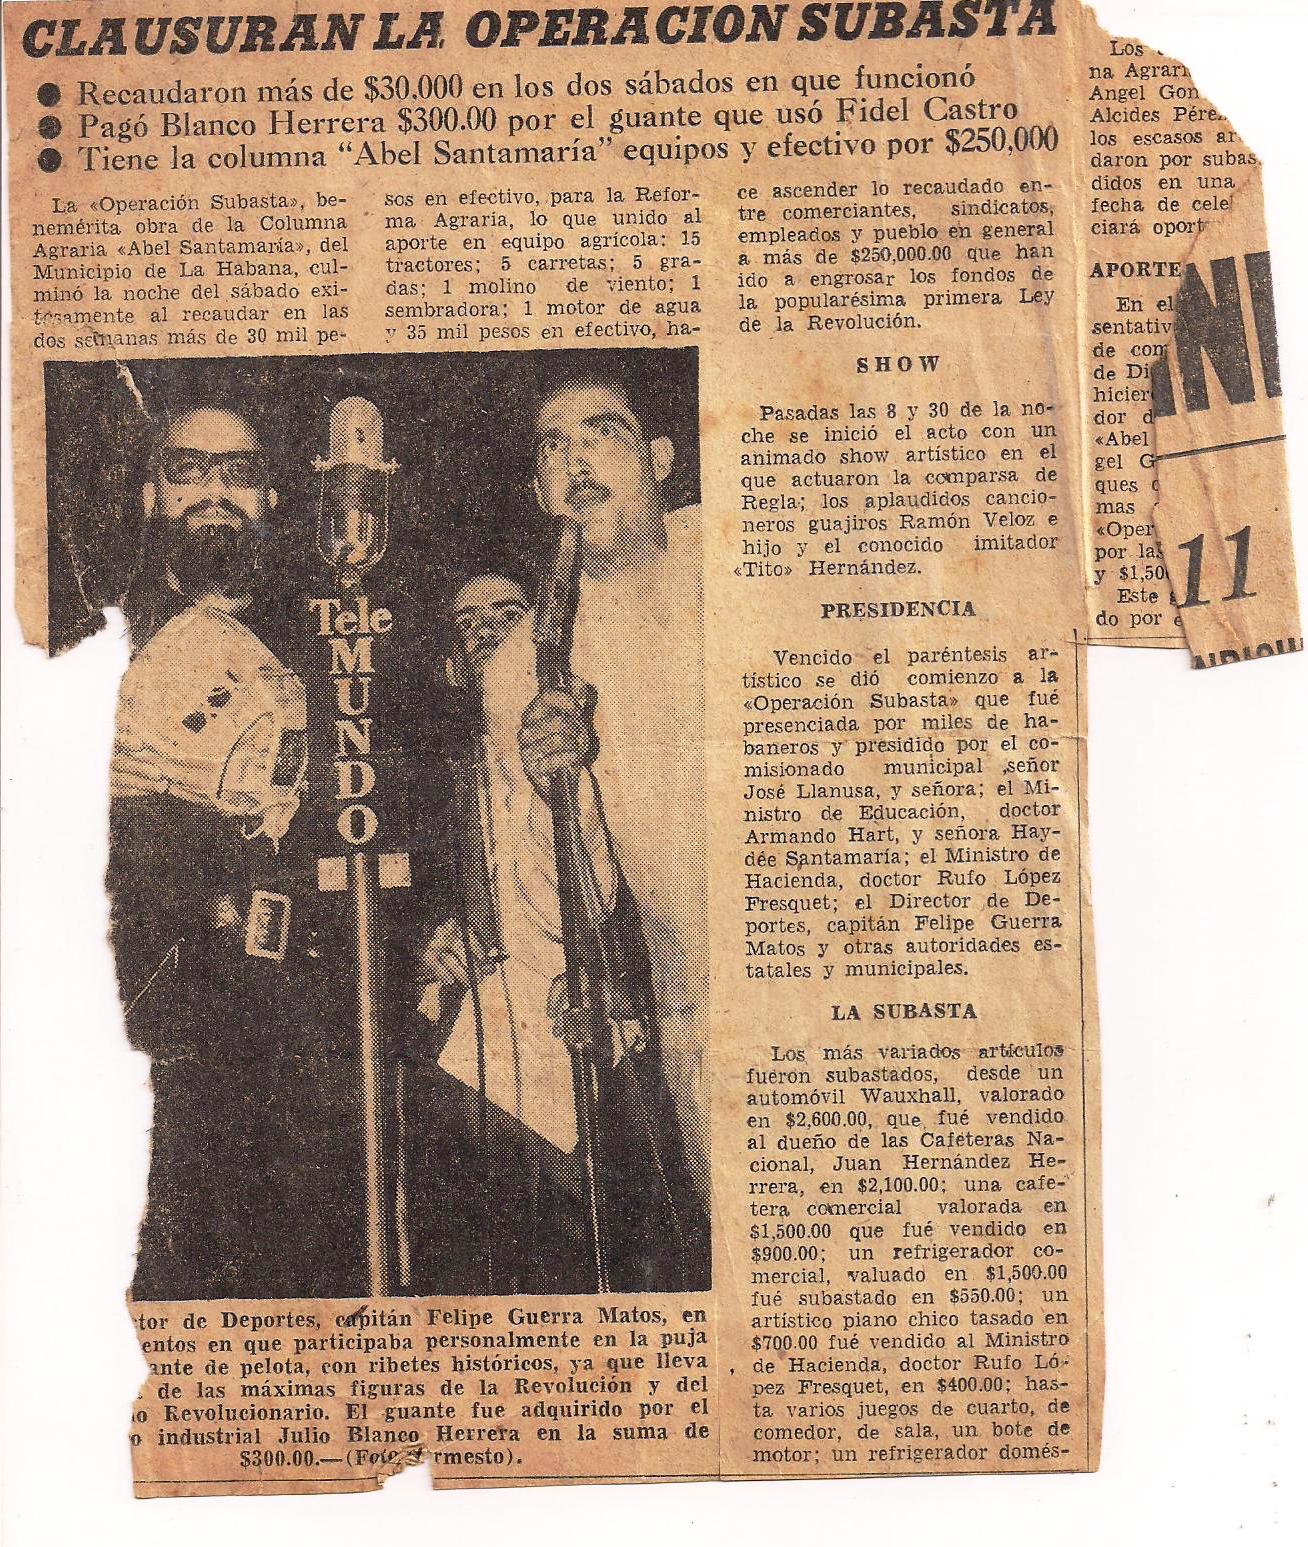 CLAUSURAN LA OPERACION SUBASTA
● Recaudaron más de $30,000 en los dos sábados en que funcionó
● Pagó Blanco Herrera $300.00 por el guante que usó Fidel Castro
● Tiene la columna “Abel Santamaría” equipos y efectivo por $250,000
La «Operación Subasta», be-
nemérita obra de la Columna
Agraria «Abel Santamaría», del
Municipio de La Habana, cul-
minó la noche del sábado exi-
tosamente al recaudar en las
dos semanas más de 30 mil pe-
sos en efectivo, para la Refor-
ma Agraria, lo que unido al
aporte en equipo agrícola: 15
tractores; 5 carretas; 5 gra-
das; 1 molino de viento; 1
sembradora; 1 motor de agua
y 35 mil pesos en efectivo, ha-
ce ascender lo recaudado en-
tre comerciantes, sindicatos,
empleados y pueblo en general
a más de $250,000.00 que han
ido a engrosar los fondos de
la popularésima primera Ley
de la Revolución.
SHOW
Pasadas las 8 y 30 de la no-
che se inició el acto con un
animado show artístico en el
que actuaron la comparsa de
Regla; los aplaudidos cancio-
neros guajiros Ramón Veloz e
hijo y el conocido imitador
«Tito» Hernández.
PRESIDENCIA
Vencido el paréntesis ar-
tístico se dió comienzo a la
«Operación Subasta» que fué
presenciada por miles de ha-
baneros y presidido por el co-
misionado municipal ,señor
José Llanusa, y señora; el Mi-
nistro de Educación, doctor
Armando Hart, y señora Hay-
dée Santamaría; el Ministro de
Hacienda, doctor Rufo López
Fresquet; el Director de De-
portes, capitán Felipe Guerra
Matos y otras autoridades es-
tatales y municipales.
LA SUBASTA
Los más variados artículos
fueron subastados, desde un
automóvil Wauxhall, valorado
en $2,600.00, que fué vendido
al dueño de las Cafeteras Na-
cional, Juan Hernández He-
rrera, en $2,100.00; una cafe-
tera comercial valorada en
$1,500.00 que fué vendido en
$900.00; un refrigerador co-
mercial, valuado en $1,500.00
fué subastado en $550.00; un
artístico piano chico tasado en
$700.00 fué vendido al Ministro
de Hacienda, doctor Rufo Ló-
pez Fresquet, en $400.00; has-
ta varios juegos de cuarto, de
comedor, de sala, un bote de
motor; un refrigerador domés-
Los
na Agrari
Angel Gon
Alcides Pére
los escasos ar
daron por subas
didos en una
fecha de cele
ciará oport
APORTE
En el
sentativ
de com
de Di
hicier
dor d
«Abel
gel G
ques
mas
«Oper
por la
y $1,50
Este
do por e
11
Tele
MUNDO
tor de Deportes, capitán Felipe Guerra Matos, en
entos en que participaba personalmente en la puja
ante de pelota, con ribetes históricos, ya que lleva
de las máximas figuras de la Revolución y del
o Revolucionario. El guante fue adquirido por el
o industrial Julio Blanco Herrera en la suma de
$300.00.—(Foto rmesto).